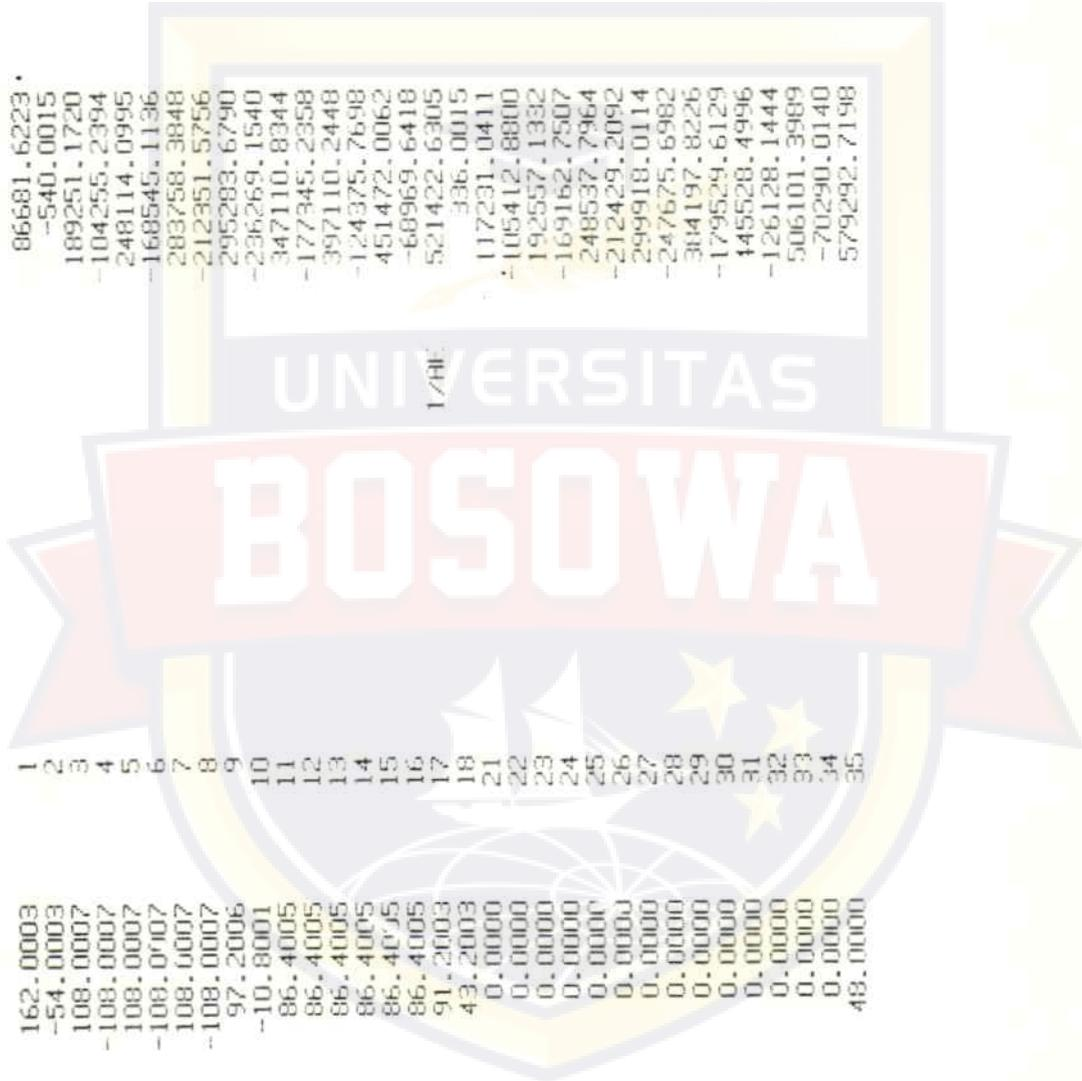 162.0003 1 86681.6223
-54.0003 2 -540.0015
108.0007 3 189251.1720
-108.0007 4 -104255.2394
108.0007 5 248114.0995
-108.0007 6 -168545.1136
108.0007 7 283758.3848
-108.0007 8 -212351.5756
97.2006 9 295283.6790
-10.8001 10 -236269.1540
86.4005 11 347110.8344
86.4005 12 -177345.2358
86.4005 13 397110.2448
86.4005 14 -124375.7698
86.4005 15 451472.0062
86.4005 16 -68969.6418
91.2003 17 1/AE 521422.6305
43.2003 18 336.0015
0.0000 21 117231.0411
0.0000 22 -105412.8800
0.0000 23 192557.1332
0.0000 24 -169162.7507
0.0000 25 248537.7964
0.0000 26 -212429.2092
0.0000 27 299918.0114
0.0000 28 -247675.6982
0.0000 29 384197.8226
0.0000 30 -179529.6129
0.0000 31 445528.4996
0.0000 32 -126128.1444
0.0000 33 506101.3989
0.0000 34 -70290.0140
48.0000 35 579292.7198
UNIVERSITAS
BOSOWA